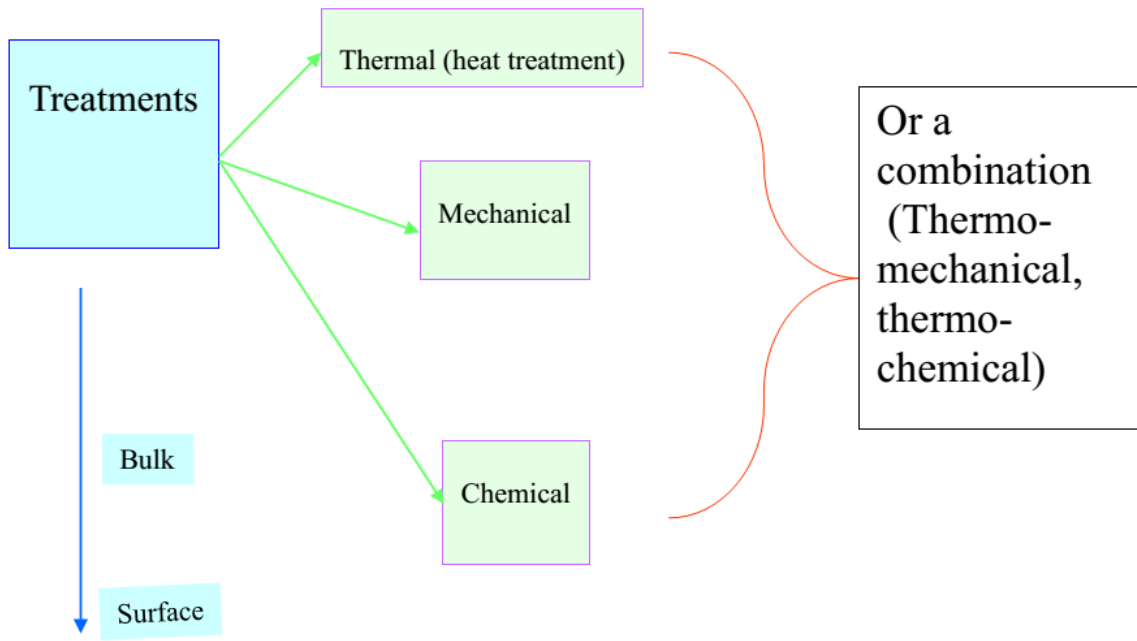 Treatments
Thermal (heat treatment)
Mechanical
Chemical
Bulk
Surface
Or a
combination
(Thermo-
mechanical,
thermo-
chemical)